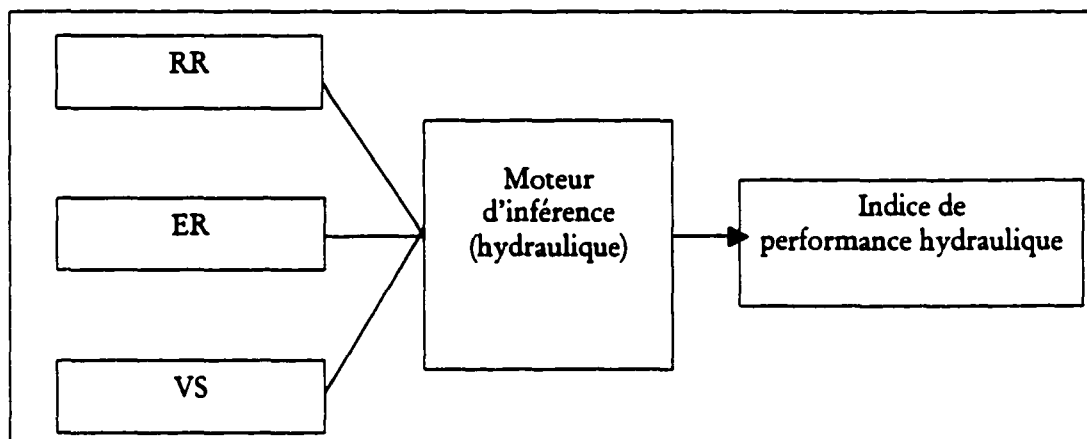 RR
ER
VS
Moteur
d'inférence
(hydraulique)
Indice de
performance hydraulique